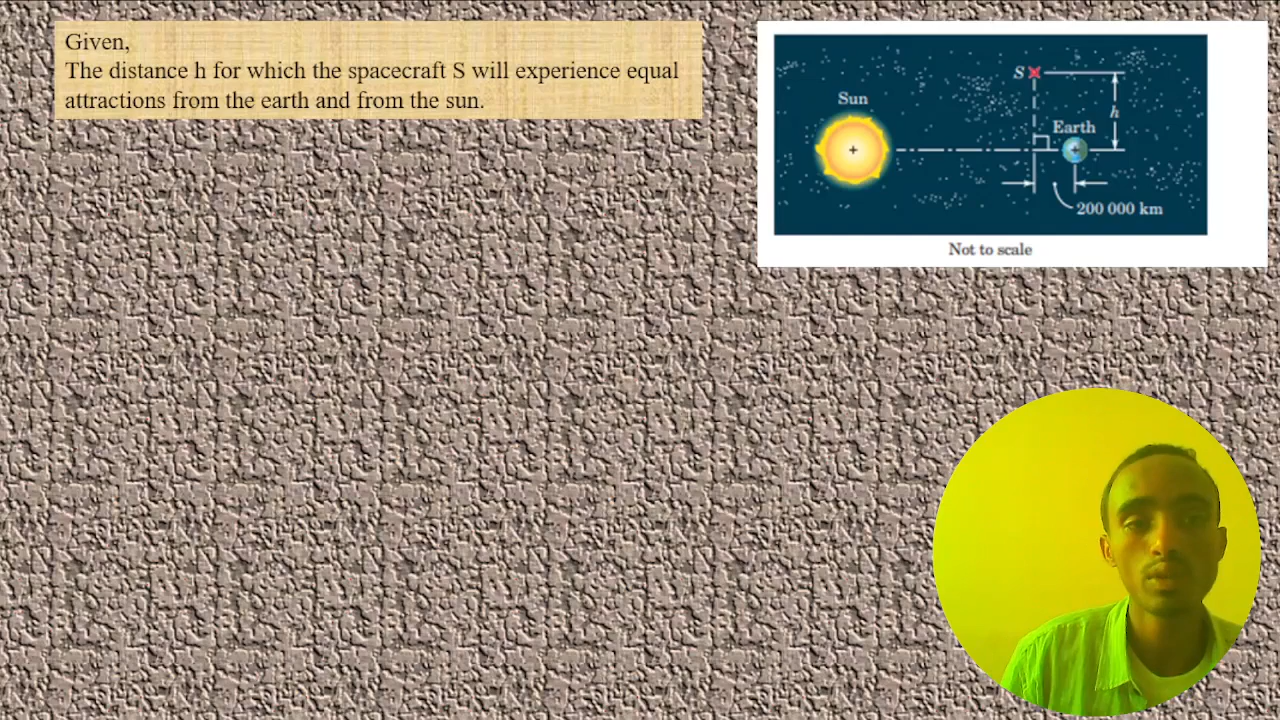 Given,
The distance h for which the spacecraft S will experience equal
attractions from the earth and from the sun.
S
Sun
h
Earth
200 000 km
Not to scale